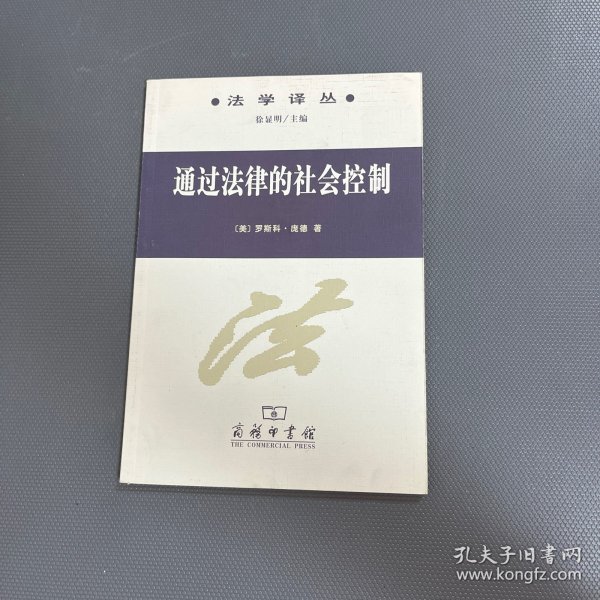 ●法学译丛●
徐显明/主编
通过法律的社会控制
〔美〕罗斯科·庞德 著
法
商務印書館
THE COMMERCIAL PRESS
孔夫子旧书网
www.kongfz.com